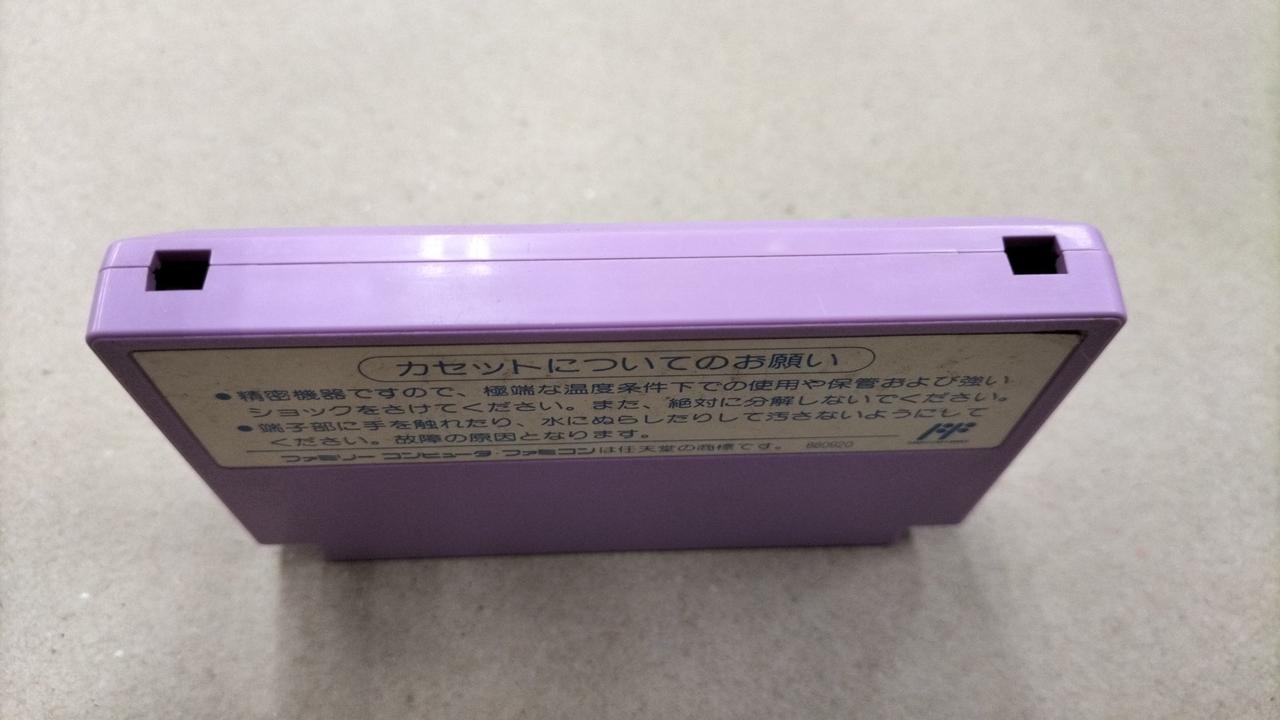 カセットについてのお願い
●精密機器ですので、極端な温度条件下での使用や保管および強い
ショックをさけてください。また、絶対に分解しないでください。
●端子部に手を触れたり、水にぬらしたりして汚さないようにして
ください。故障の原因となります。
ファミリーコンピュータ・ファミコンは任天堂の商標です。